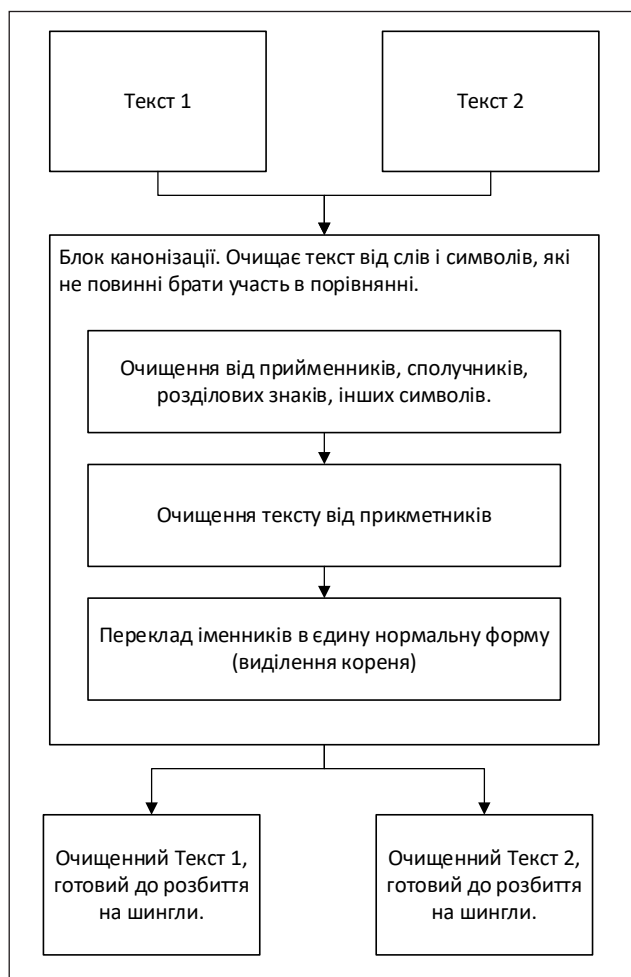 Текст 1
Текст 2
Блок канонізації. Очищає текст від слів і символів, які
не повинні брати участь в порівнянні.
Очищення від прийменників, сполучників,
розділових знаків, інших символів.
Очищення тексту від прикметників
Переклад іменників в єдину нормальну форму
(виділення кореня)
Очищенний Текст 1,
готовий до розбиття
на шингли.
Очищенний Текст 2,
готовий до розбиття
на шингли.